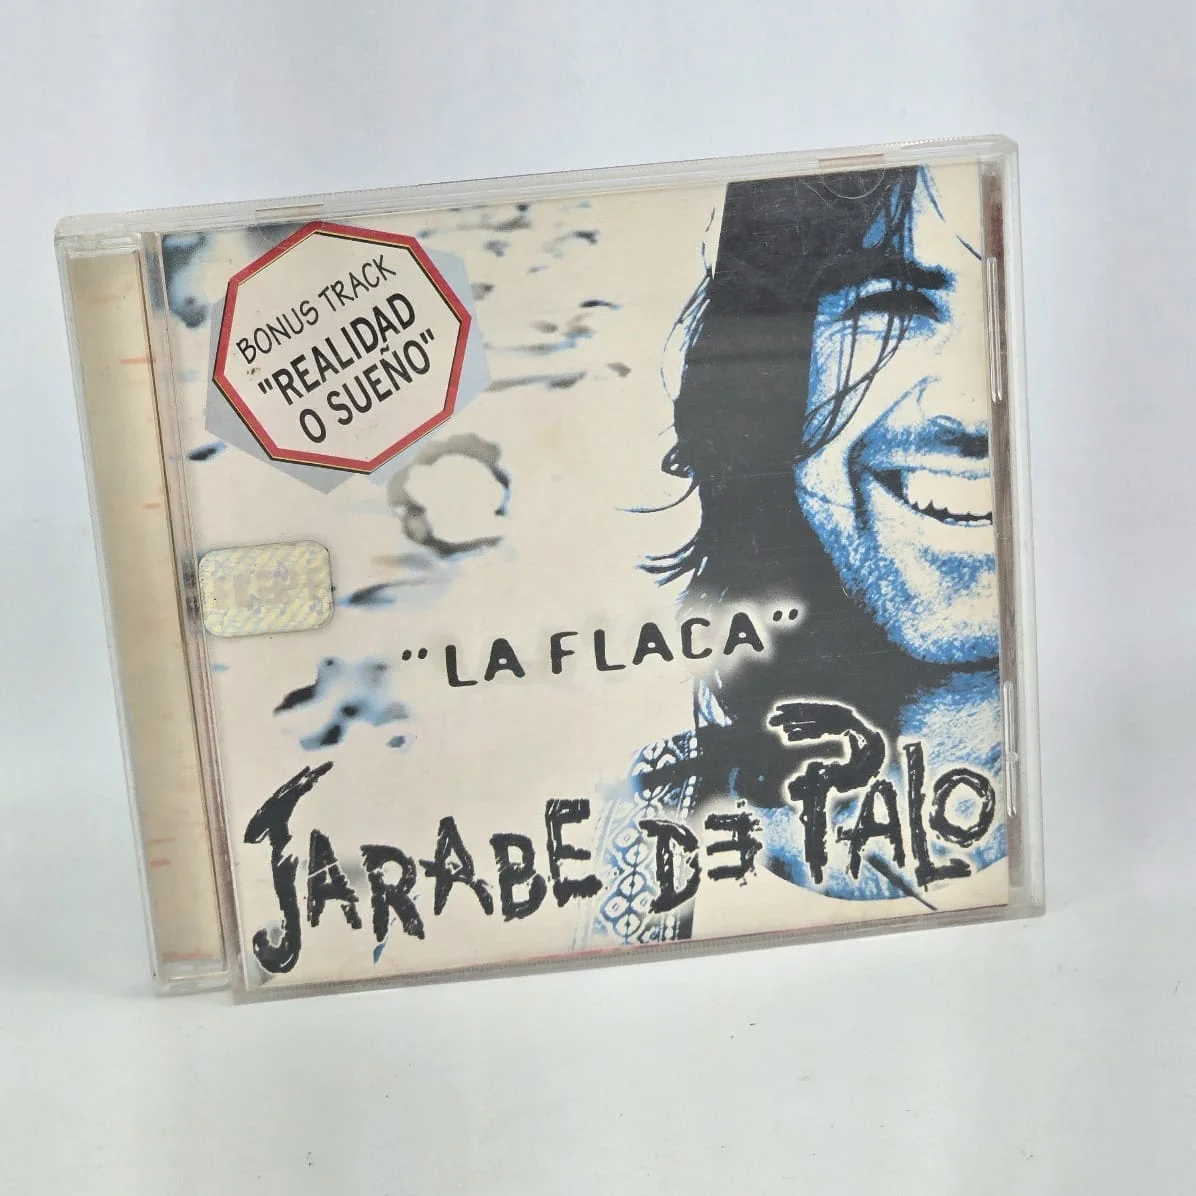 BONUS TRACK
"REALIDAD
O SUEÑO"
"LA FLACA"
JARABE DE PALO